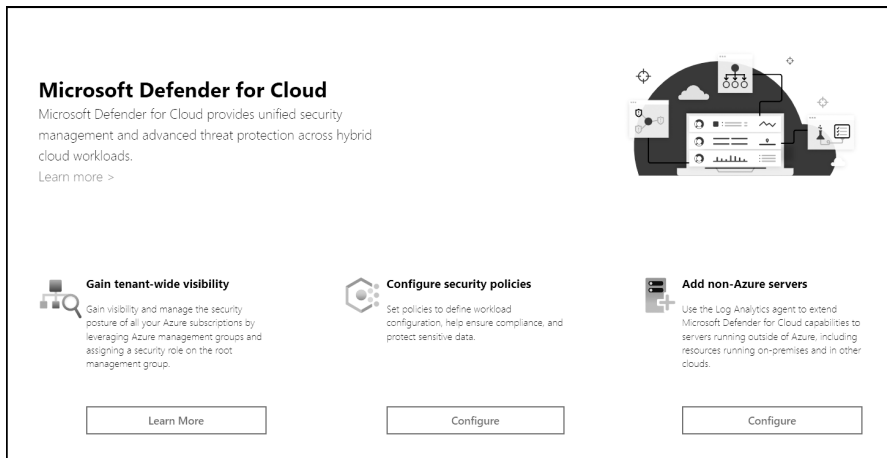 Microsoft Defender for Cloud
Microsoft Defender for Cloud provides unified security
management and advanced threat protection across hybrid
cloud workloads.
Learn more >
Gain tenant-wide visibility
Gain visibility and manage the security
posture of all your Azure subscriptions by
leveraging Azure management groups and
assigning a security role on the root
management group.
Learn More
Configure security policies
Set policies to define workload
configuration, help ensure compliance, and
protect sensitive data.
Configure
Add non-Azure servers
Use the Log Analytics agent to extend
Microsoft Defender for Cloud capabilities to
servers running outside of Azure, including
resources running on-premises and in other
clouds.
Configure